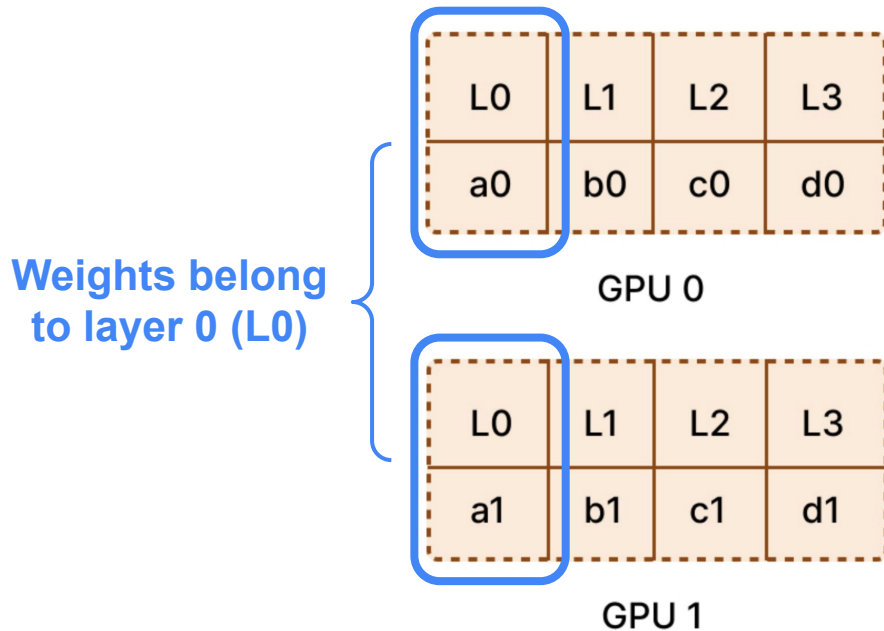 L0 L1 L2 L3
a0 b0 c0 d0
GPU 0
Weights belong
to layer 0 (L0)
L0 L1 L2 L3
a1 b1 c1 d1
GPU 1